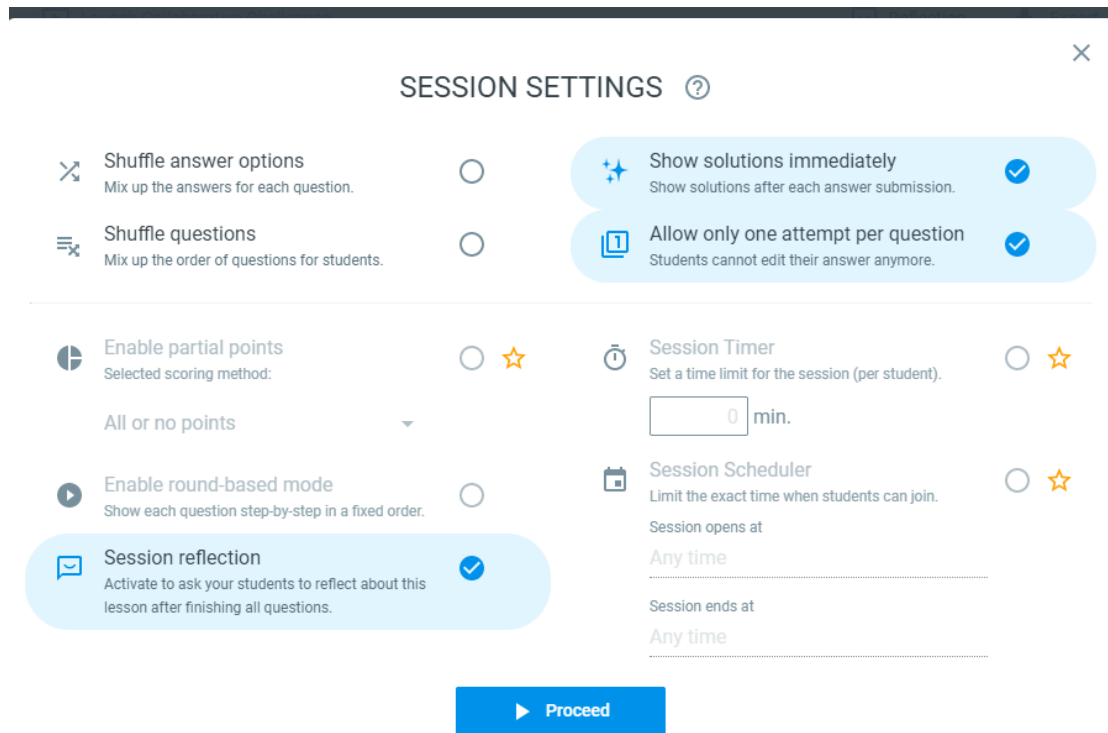 SESSION SETTINGS
Shuffle answer options
Mix up the answers for each question.
Show solutions immediately
Show solutions after each answer submission.
Shuffle questions
Mix up the order of questions for students.
1
Allow only one attempt per question
Students cannot edit their answer anymore.
Enable partial points
Selected scoring method:
All or no points
Session Timer
Set a time limit for the session (per student).
0 min.
Enable round-based mode
Show each question step-by-step in a fixed order.
Session Scheduler
Limit the exact time when students can join.
Session opens at
Any time
Session ends at
Any time
Session reflection
Activate to ask your students to reflect about this
lesson after finishing all questions.
Proceed